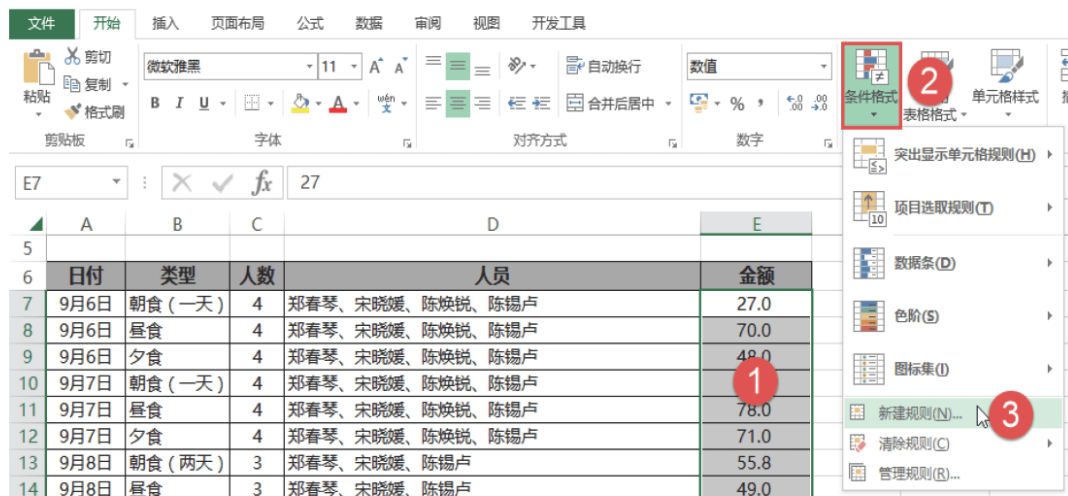 文件 开始 插入 页面布局 公式 数据 审阅 视图 开发工具
剪切
复制
格式刷
粘贴
剪贴板
微软雅黑 11
B I U
wén
文
字体
自动换行
合并后居中
对齐方式
数值
% ,
数字
条件格式
2
表格格式
单元格样式
突出显示单元格规则(H)
项目选取规则(T)
数据条(D)
色阶(S)
图标集(I)
新建规则(N)... 3
清除规则(C)
管理规则(R)...
E7 fx 27
A B C D E
5
6 日付 类型 人数 人员 金额
7 9月6日 朝食(一天) 4 郑春琴、宋晓媛、陈焕锐、陈锡卢 27.0
8 9月6日 昼食 4 郑春琴、宋晓媛、陈焕锐、陈锡卢 70.0
9 9月6日 夕食 4 郑春琴、宋晓媛、陈焕锐、陈锡卢 48.0
10 9月7日 朝食(一天) 4 郑春琴、宋晓媛、陈焕锐、陈锡卢 1
11 9月7日 昼食 4 郑春琴、宋晓媛、陈焕锐、陈锡卢 78.0
12 9月7日 夕食 4 郑春琴、宋晓媛、陈焕锐、陈锡卢 71.0
13 9月8日 朝食(两天) 3 郑春琴、宋晓媛、陈锡卢 55.8
14 9月8日 昼食 3 郑春琴、宋晓媛、陈锡卢 49.0